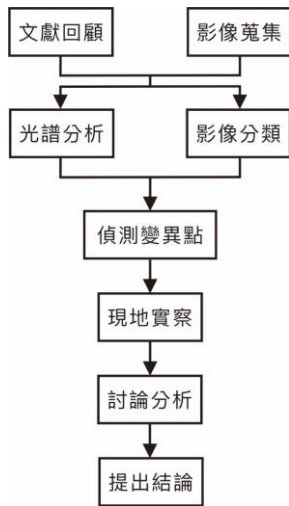 文獻回顧
影像蒐集
光譜分析
影像分類
偵測變異點
現地實察
討論分析
提出結論